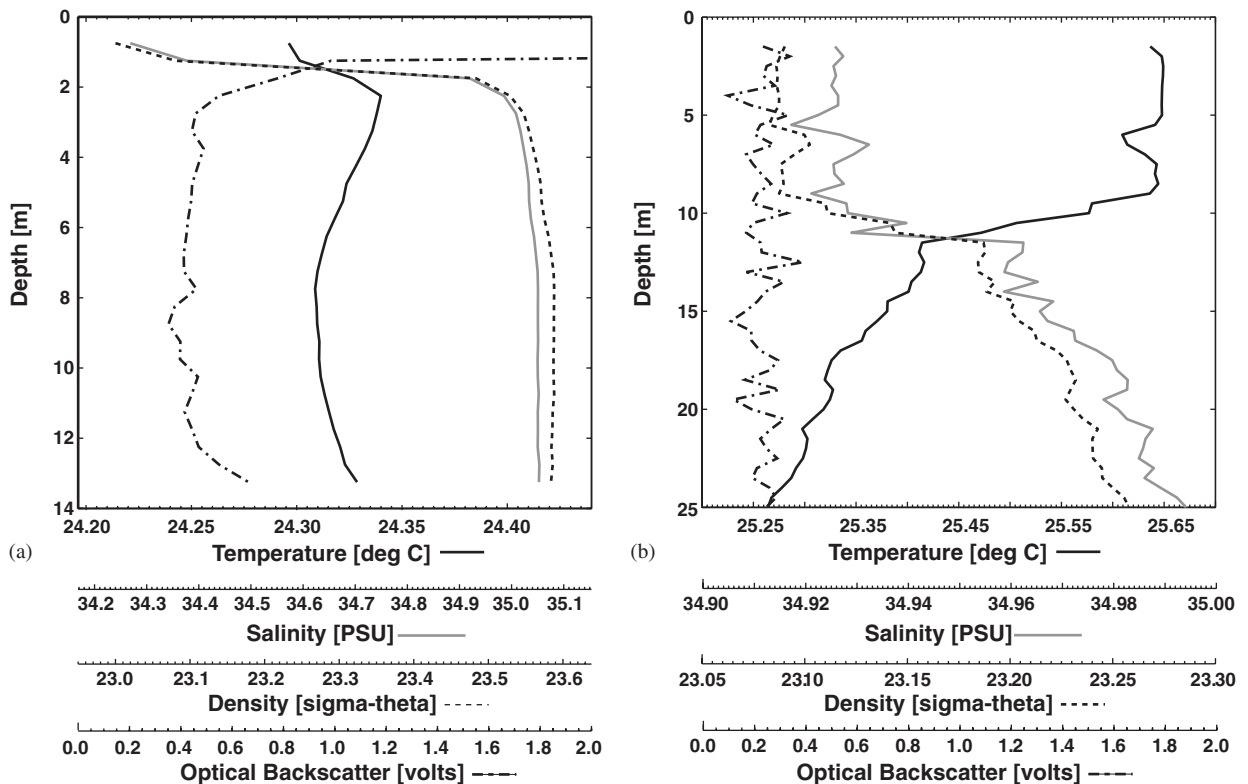 0
2
4
6
8
10
12
14
Depth [m]
24.20 24.25 24.30 24.35 24.40
(a)
Temperature [deg C]
34.2 34.3 34.4 34.5 34.6 34.7 34.8 34.9 35.0 35.1
Salinity [PSU]
23.0 23.1 23.2 23.3 23.4 23.5 23.6
Density [sigma-theta]
0.0 0.2 0.4 0.6 0.8 1.0 1.2 1.4 1.6 1.8 2.0
Optical Backscatter [volts]
0
5
10
15
20
25
Depth [m]
25.25 25.35 25.45 25.55 25.65
(b)
Temperature [deg C]
34.90 34.92 34.94 34.96 34.98 35.00
Salinity [PSU]
23.05 2310 23.15 23.20 23.25 23.30
Density [sigma-theta]
0.0 0.2 0.4 0.6 0.8 1.0 1.2 1.4 1.6 1.8 2.0
Optical Backscatter [volts]